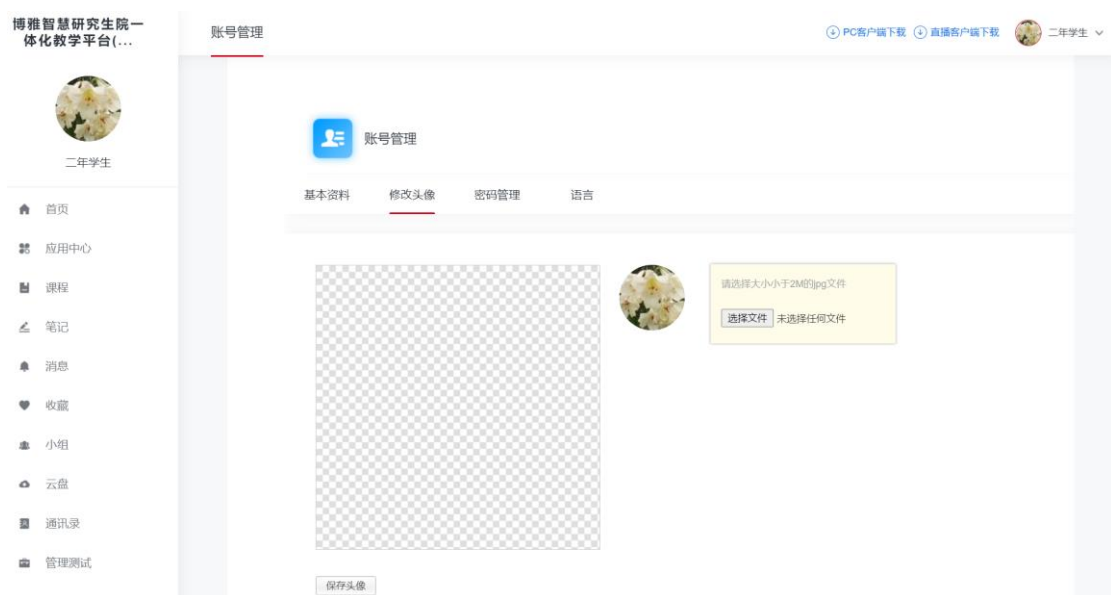 博雅智慧研究生院一
体化教学平台(...
账号管理
PC客户端下载
直播客户端下载
二年学生
二年学生
首页
应用中心
课程
笔记
消息
收藏
小组
云盘
通讯录
管理测试
账号管理
基本资料
修改头像
密码管理
语言
请选择大小小于2M的jpg文件
选择文件 未选择任何文件
保存头像